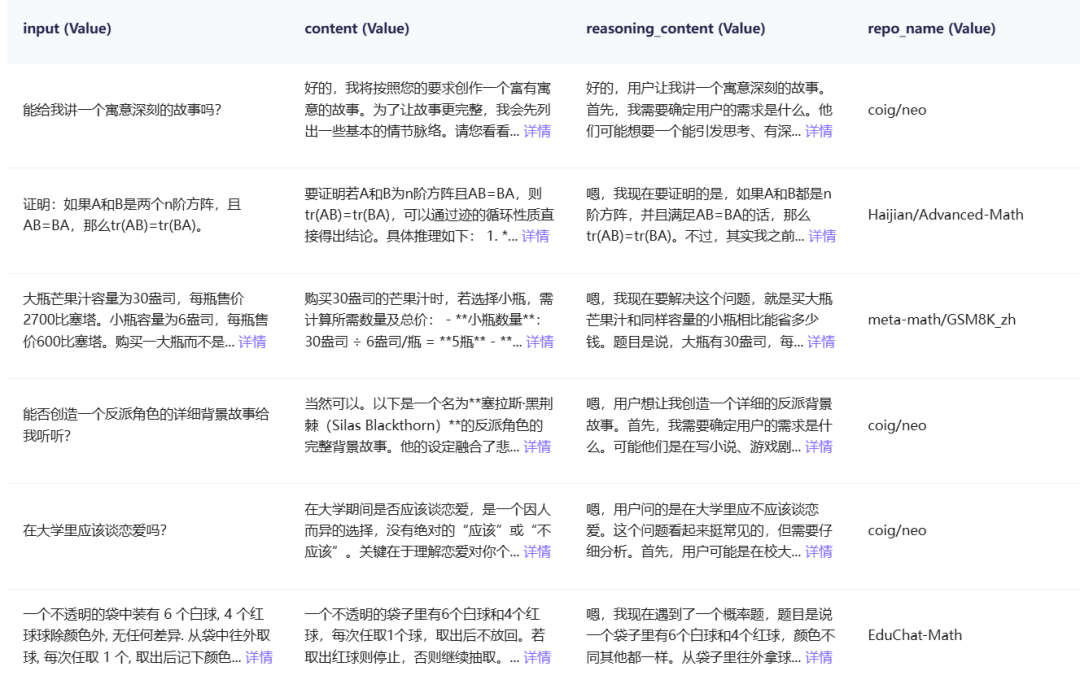 input (Value) content (Value) reasoning_content (Value) repo_name (Value)
能给我讲一个寓意深刻的故事吗?
好的，我将按照您的要求创作一个富有寓
意的故事。为了让故事更完整，我会先列
出一些基本的情节脉络。请您看看... 详情
好的，用户让我讲一个寓意深刻的故事。
首先，我需要确定用户的需求是什么。他
们可能想要一个能引发思考、有深... 详情
coig/neo
证明：如果A和B是两个n阶方阵，且
AB=BA，那么tr(AB)=tr(BA)。
要证明若A和B为n阶方阵且AB=BA，则
tr(AB)=tr(BA)，可以通过迹的循环性质直
接得出结论。具体推理如下： 1. *... 详情
嗯，我现在要证明的是，如果A和B都是n
阶方阵，并且满足AB=BA的话，那么
tr(AB)=tr(BA)。不过，其实我之前... 详情
Haijian/Advanced-Math
大瓶芒果汁容量为30盎司，每瓶售价
2700比塞塔。小瓶容量为6盎司，每瓶售
价600比塞塔。购买一大瓶而不是... 详情
购买30盎司的芒果汁时，若选择小瓶，需
计算所需数量及总价： - **小瓶数量**：
30盎司 ÷ 6盎司/瓶 = **5瓶** - **... 详情
嗯，我现在要解决这个问题，就是买大瓶
芒果汁和同样容量的小瓶相比能省多少
钱。题目是说，大瓶有30盎司，每... 详情
meta-math/GSM8K_zh
能否创造一个反派角色的详细背景故事给
我听听?
当然可以。以下是一个名为**塞拉斯·黑荆
棘（Silas Blackthorn）**的反派角色的
完整背景故事。他的设定融合了悲... 详情
嗯，用户想让我创造一个详细的反派背景
故事。首先，我需要确定用户的需求是什
么。可能他们是在写小说、游戏剧... 详情
coig/neo
在大学里应该谈恋爱吗?
在大学期间是否应该谈恋爱，是一个因人
而异的选择，没有绝对的“应该”或“不
应该”。关键在于理解恋爱对你个... 详情
嗯，用户问的是在大学里应不应该谈恋
爱。这个问题看起来挺常见的，但需要仔
细分析。首先，用户可能是在校大... 详情
coig/neo
一个不透明的袋中装有 6 个白球, 4 个红
球球除颜色外, 无任何差异. 从袋中往外取
球, 每次任取 1 个, 取出后记下颜色... 详情
一个不透明的袋子里有6个白球和4个红
球，每次任取1个球，取出后不放回。若
取出红球则停止，否则继续抽取。... 详情
嗯，我现在遇到了一个概率题，题目是说
一个袋子里有6个白球和4个红球，颜色不
同其他都一样。从袋子里往外拿球... 详情
EduChat-Math